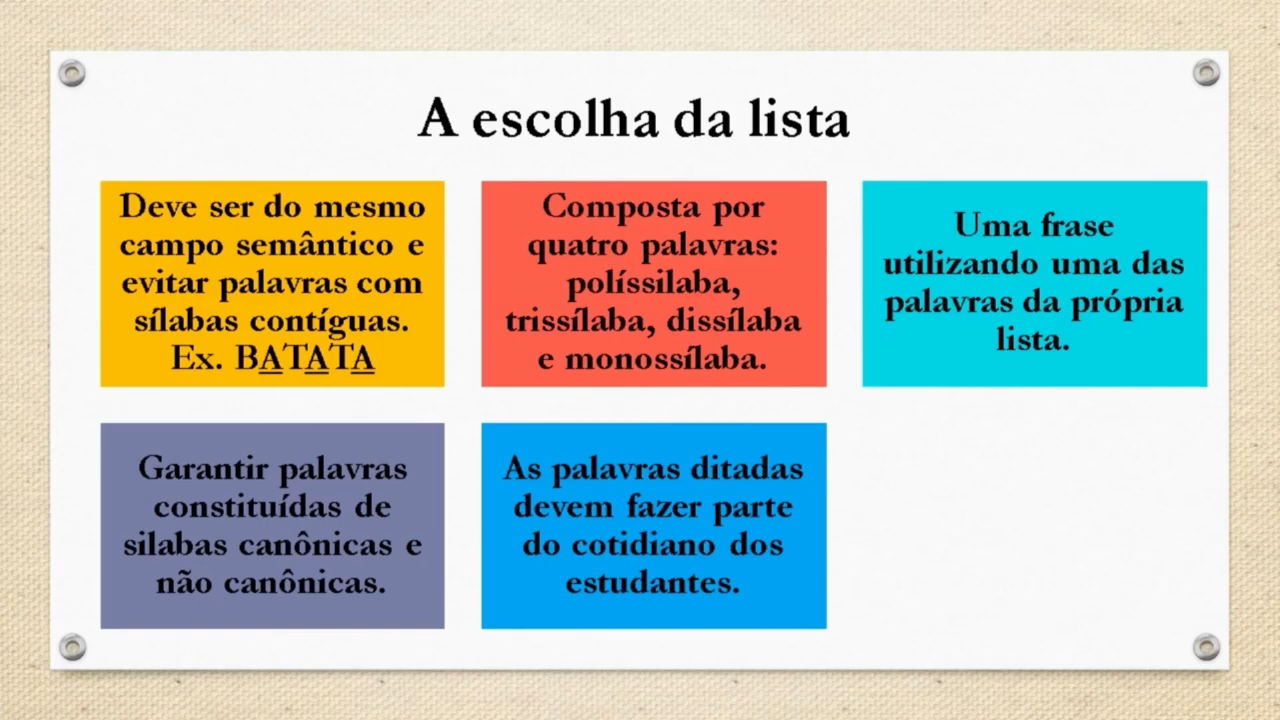 A escolha da lista
Deve ser do mesmo
campo semântico e
evitar palavras com
sílabas contíguas.
Ex. BATATA
Composta por
quatro palavras:
políssilaba,
trissílaba, dissílaba
e monossílaba.
Uma frase
utilizando uma das
palavras da própria
lista.
Garantir palavras
constituídas de
silabas canônicas e
não canônicas.
As palavras ditadas
devem fazer parte
do cotidiano dos
estudantes.